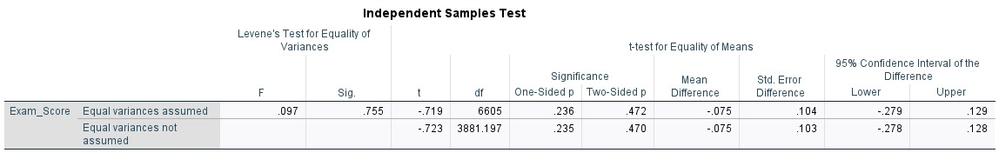 Independent Samples Test
Levene's Test for Equality of
Variances
t-test for Equality of Means
F Sig. t df
Significance
One-Sided p Two-Sided p
Mean
Difference
Std. Error
Difference
95% Confidence Interval of the
Difference
Lower Upper
Exam_Score Equal variances assumed .097 .755 -.719 6605 .236 .472 -.075 .104 -.279 .129
Equal variances not
assumed
-.723 3881.197 .235 .470 -.075 .103 -.278 .128